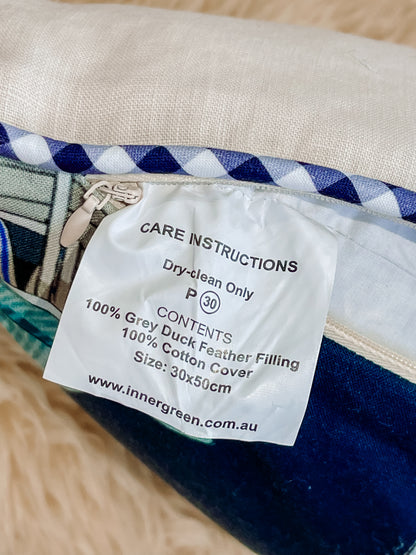 CARE INSTRUCTIONS
Dry-clean Only
P 30
CONTENTS
100% Grey Duck Feather Filling
100% Cotton Cover
Size: 30x50cm
www.innergreen.com.au